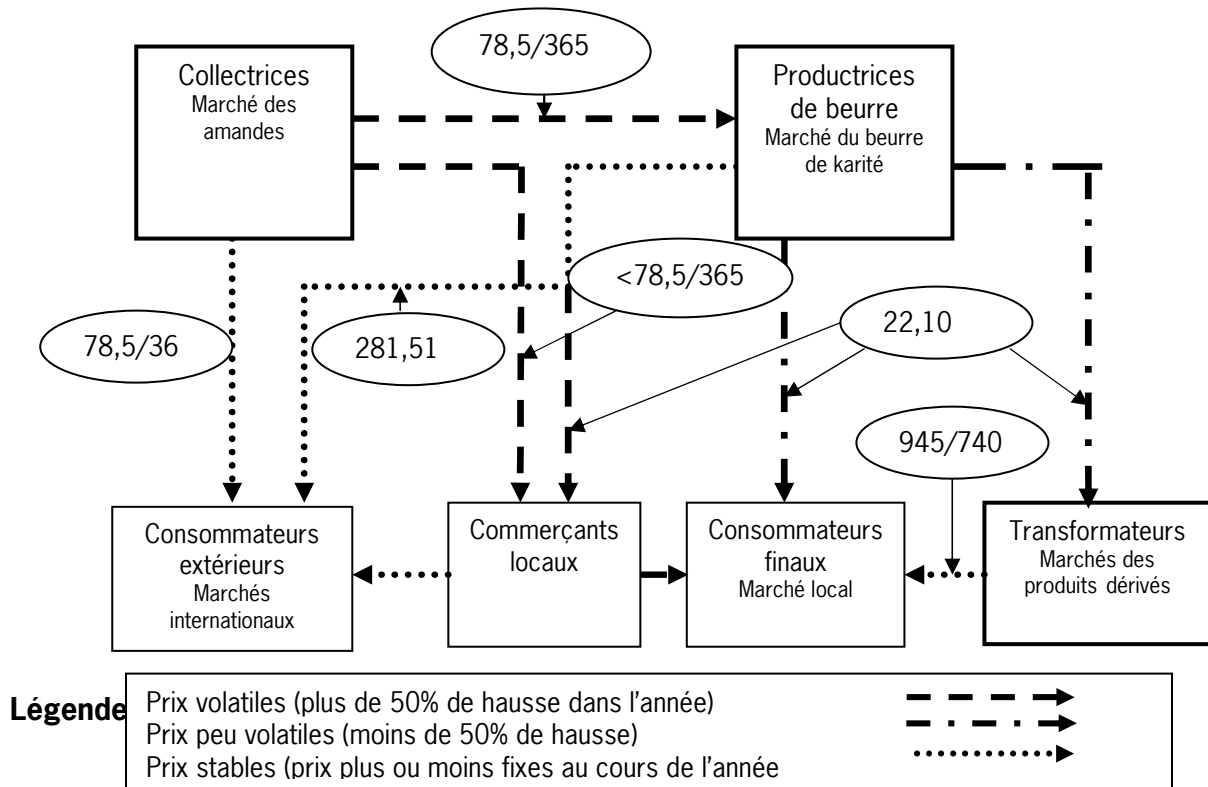 78,5/365
Collectrices
Marché des
amandes
Productrices
de beurre
Marché du beurre
de karité
<78,5/365
78,5/36
281,51
22,10
945/740
Consommateurs
extérieurs
Marchés
internationaux
Commerçants
locaux
Consommateurs
finaux
Marché local
Transformateurs
Marchés des
produits dérivés
Légende
Prix volatiles (plus de 50% de hausse dans l’année)
Prix peu volatiles (moins de 50% de hausse)
Prix stables (prix plus ou moins fixes au cours de l’année